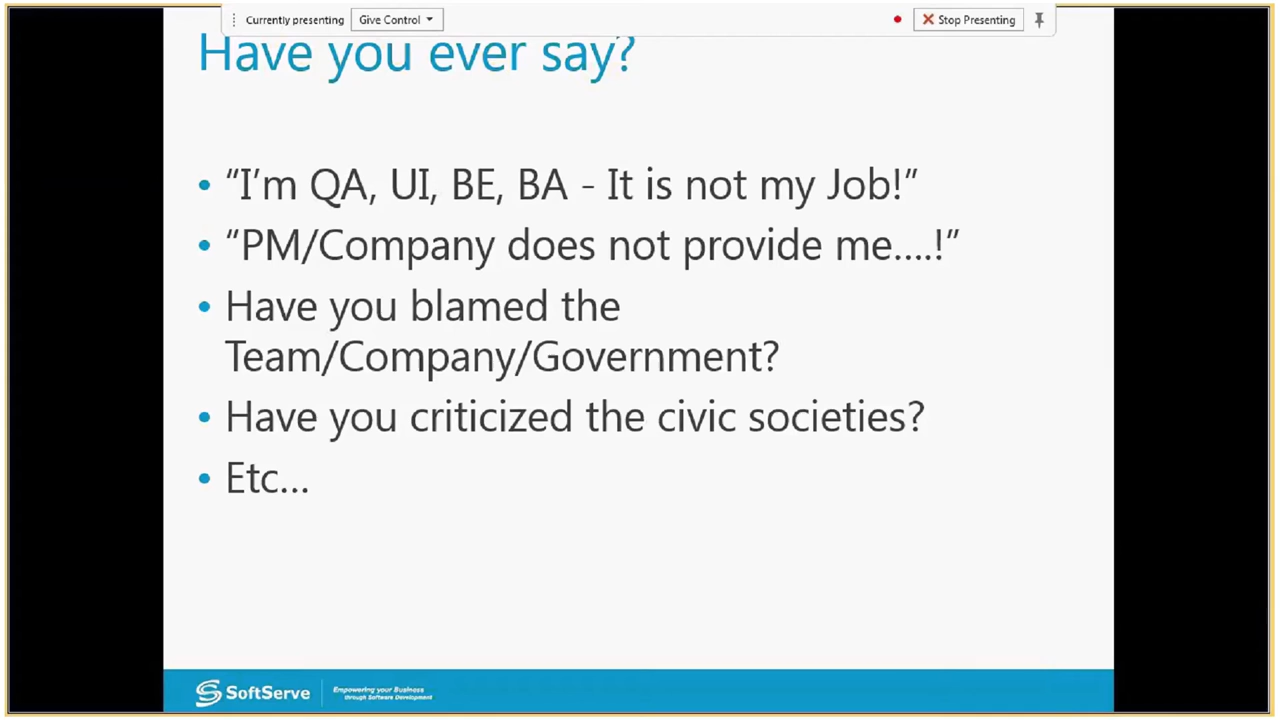 Currently presenting Give Control Stop Presenting
Have you ever say?
• “I’m QA, UI, BE, BA - It is not my Job!”
• “PM/Company does not provide me....!”
• Have you blamed the
Team/Company/Government?
• Have you criticized the civic societies?
• Etc...
SoftServe Empowering your Business
through Software Development